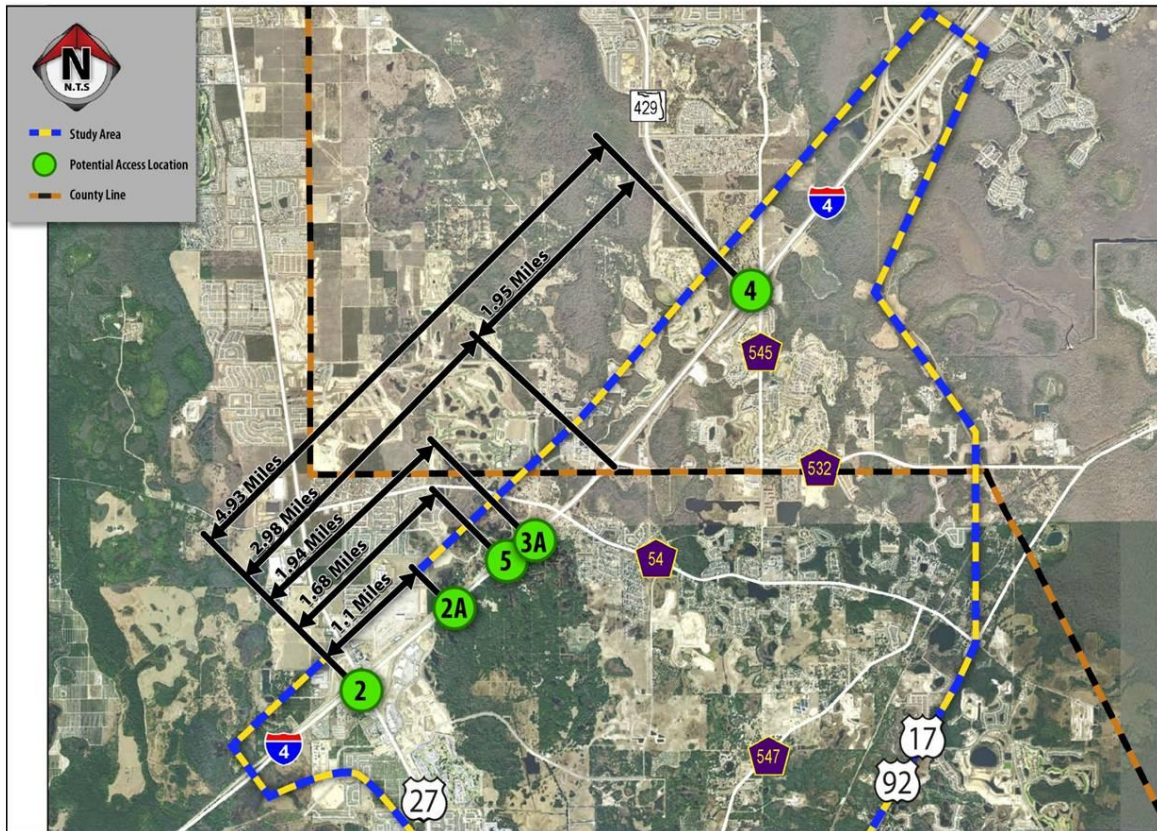 N
N.T.S
Study Area
Potential Access Location
County Line
429
4
1.95 Miles
4
545
4.93 Miles
2.98 Miles
1.94 Miles
1.68 Miles
1.1 Miles
532
3A
5
54
2A
2
4
27
547
17
92